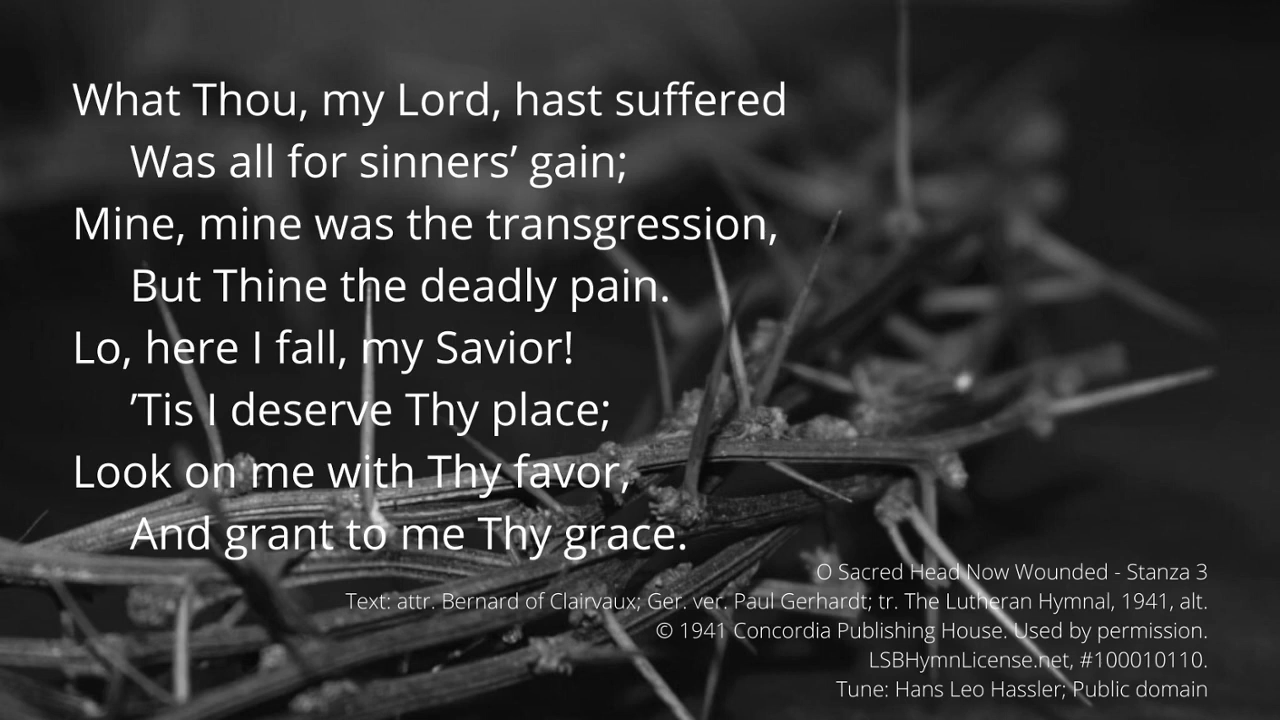 What Thou, my Lord, hast suffered
Was all for sinners’ gain;
Mine, mine was the transgression,
But Thine the deadly pain.
Lo, here I fall, my Savior!
’Tis I deserve Thy place;
Look on me with Thy favor,
And grant to me Thy grace.
O Sacred Head Now Wounded - Stanza 3
Text: attr. Bernard of Clairvaux; Ger. ver. Paul Gerhardt; tr. The Lutheran Hymnal, 1941, alt.
© 1941 Concordia Publishing House. Used by permission.
LSBHymnLicense.net, #100010110.
Tune: Hans Leo Hassler; Public domain